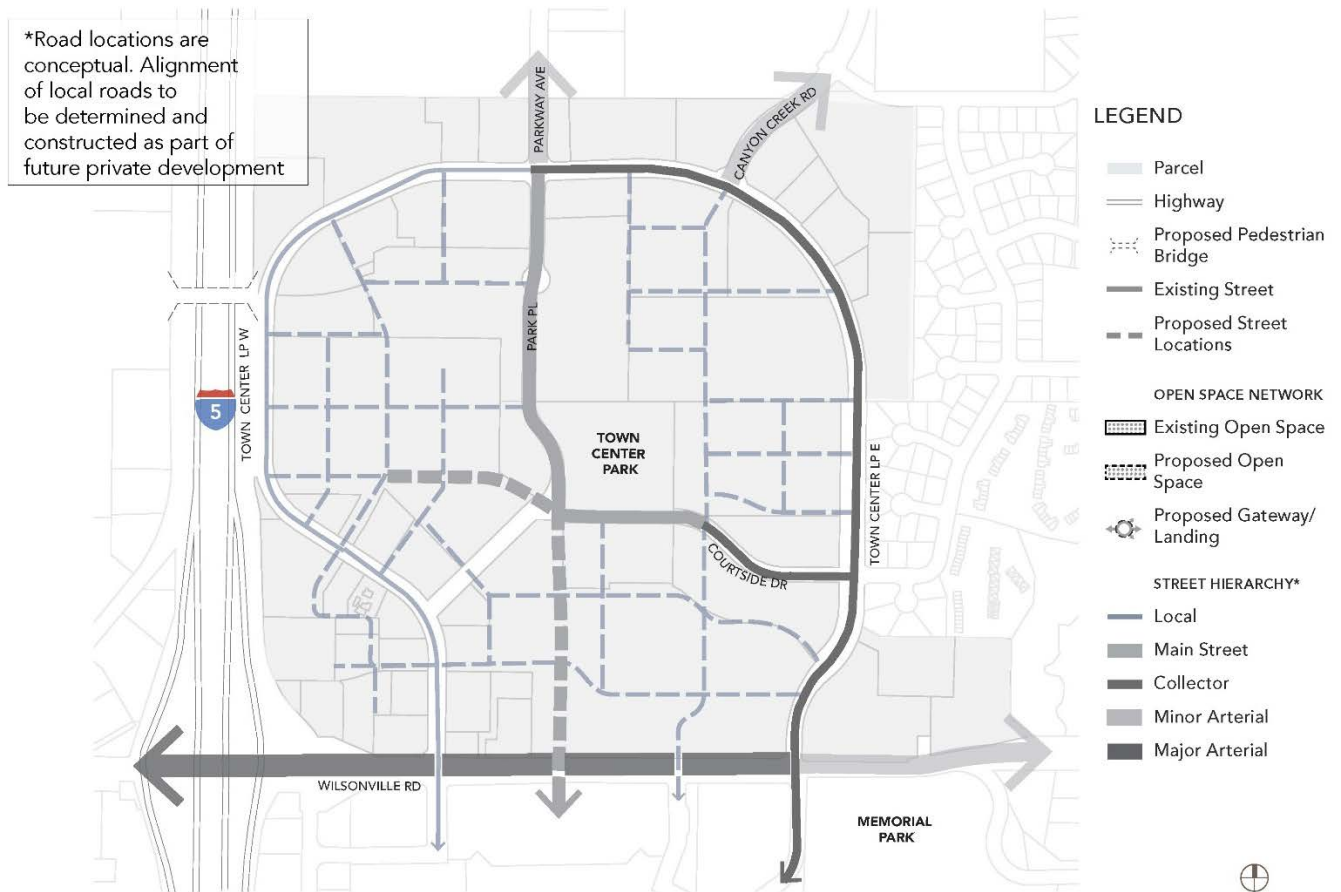 *Road locations are
conceptual. Alignment
of local roads to
be determined and
constructed as part of
future private development
PARKWAY AVE
CANYON CREEK RD
PARK PL
TOWN CENTER LP W
5
TOWN
CENTER
PARK
TOWN CENTER LP E
COURTSIDE DR
WILSONVILLE RD
MEMORIAL
PARK
LEGEND
Parcel
Highway
Proposed Pedestrian
Bridge
Existing Street
Proposed Street
Locations
OPEN SPACE NETWORK
Existing Open Space
Proposed Open
Space
Proposed Gateway/
Landing
STREET HIERARCHY*
Local
Main Street
Collector
Minor Arterial
Major Arterial